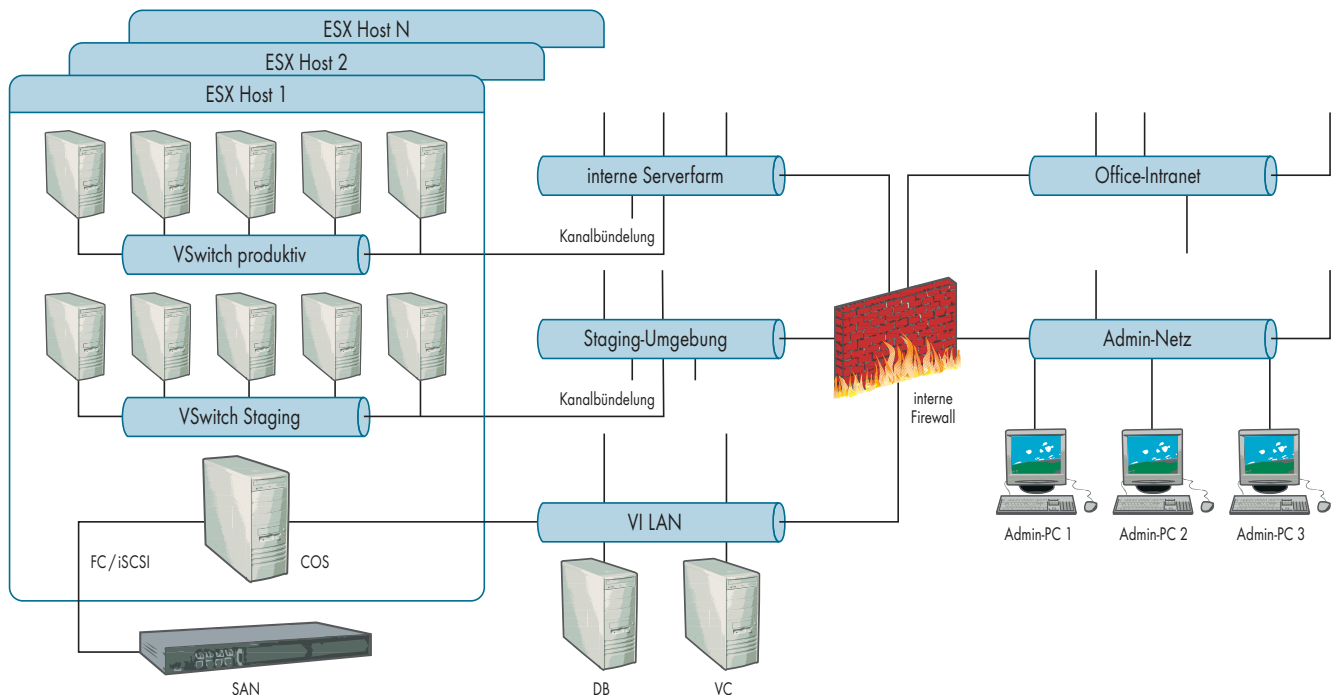 ESX Host N
ESX Host 2
ESX Host 1
interne Serverfarm
Office-Intranet
Kanalbündelung
VSwitch produktiv
Staging-Umgebung
Admin-Netz
Kanalbündelung
interne
Firewall
VSwitch Staging
VI LAN
Admin-PC 1
Admin-PC 2
Admin-PC 3
FC/iSCSI
COS
SAN
DB
VC